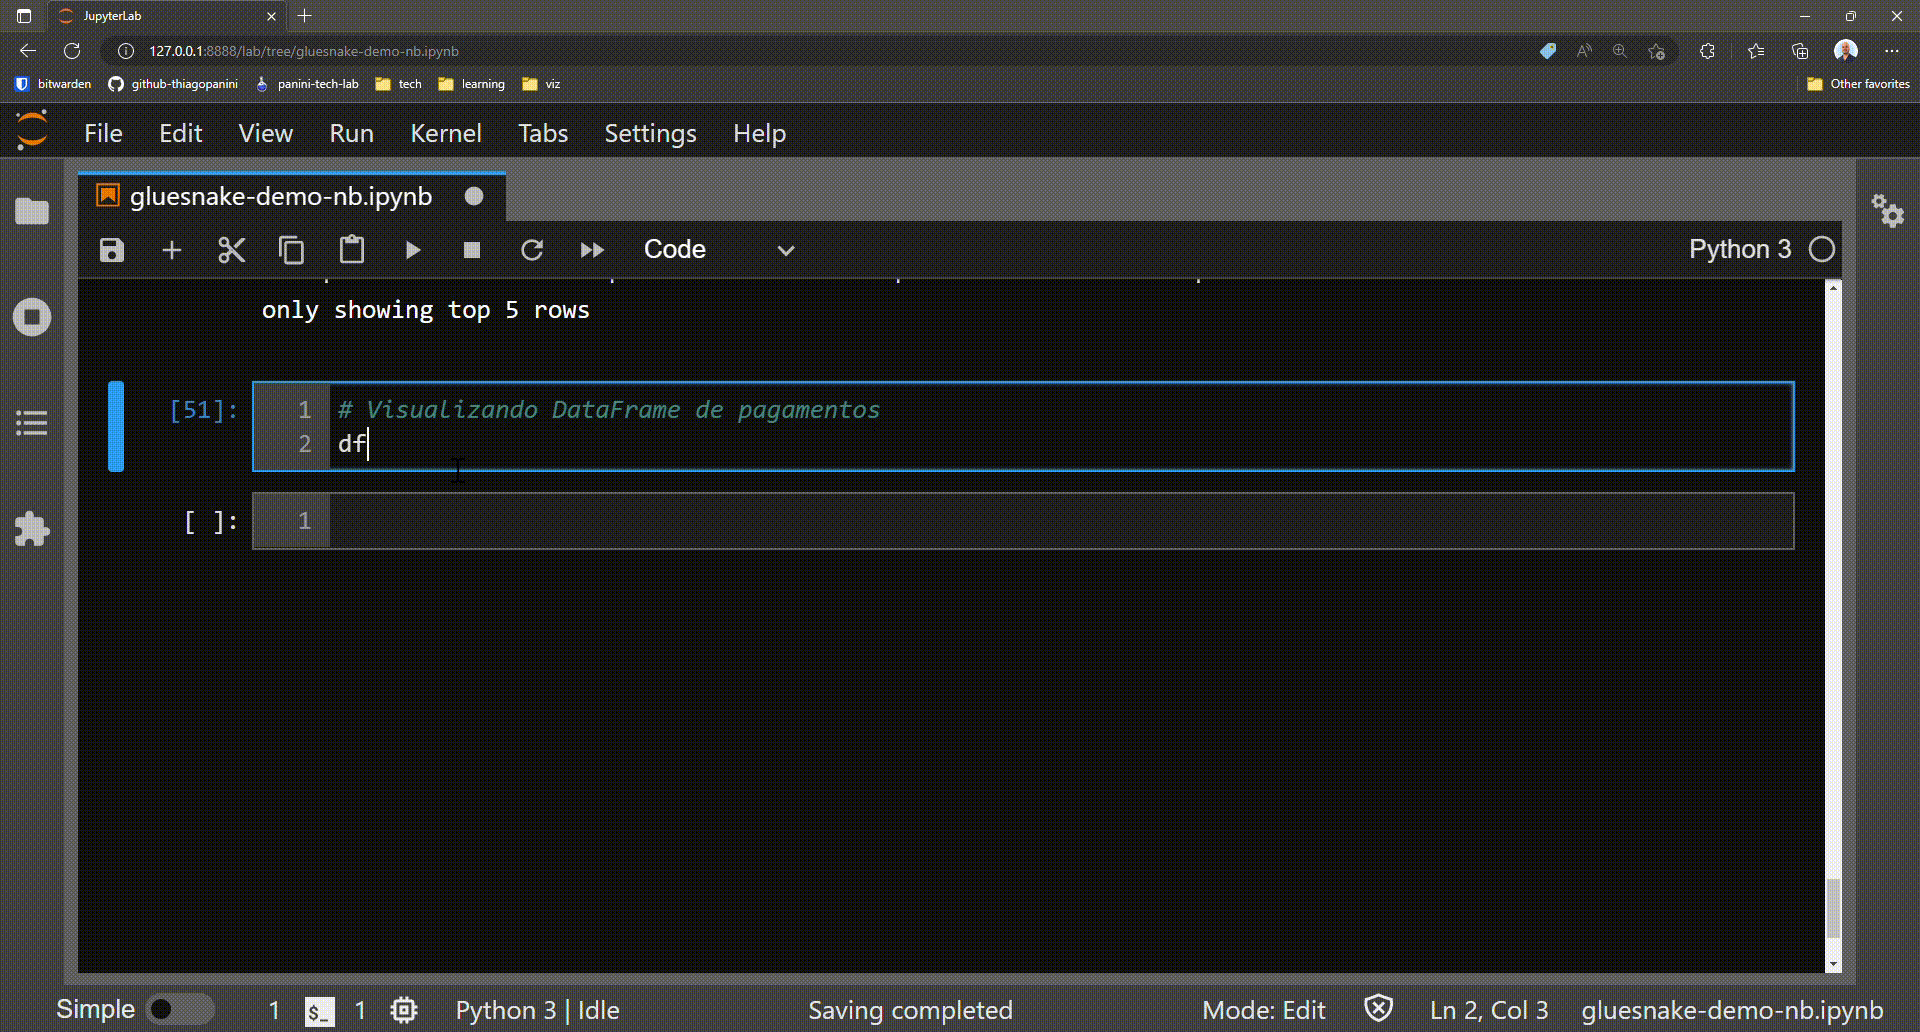 JupyterLab
127.0.0.1:8888/lab/tree/gluesnake-demo-nb.ipynb
bitwarden github-thiagopanini panini-tech-lab tech learning viz Other favorites
File Edit View Run Kernel Tabs Settings Help
gluesnake-demo-nb.ipynb
Code Python 3
only showing top 5 rows
[51]: 1 # Visualizando DataFrame de pagamentos
2 df
[ ]: 1
Simple 1 $_ 1 Python 3 | Idle Saving completed Mode: Edit Ln 2, Col 3 gluesnake-demo-nb.ipynb